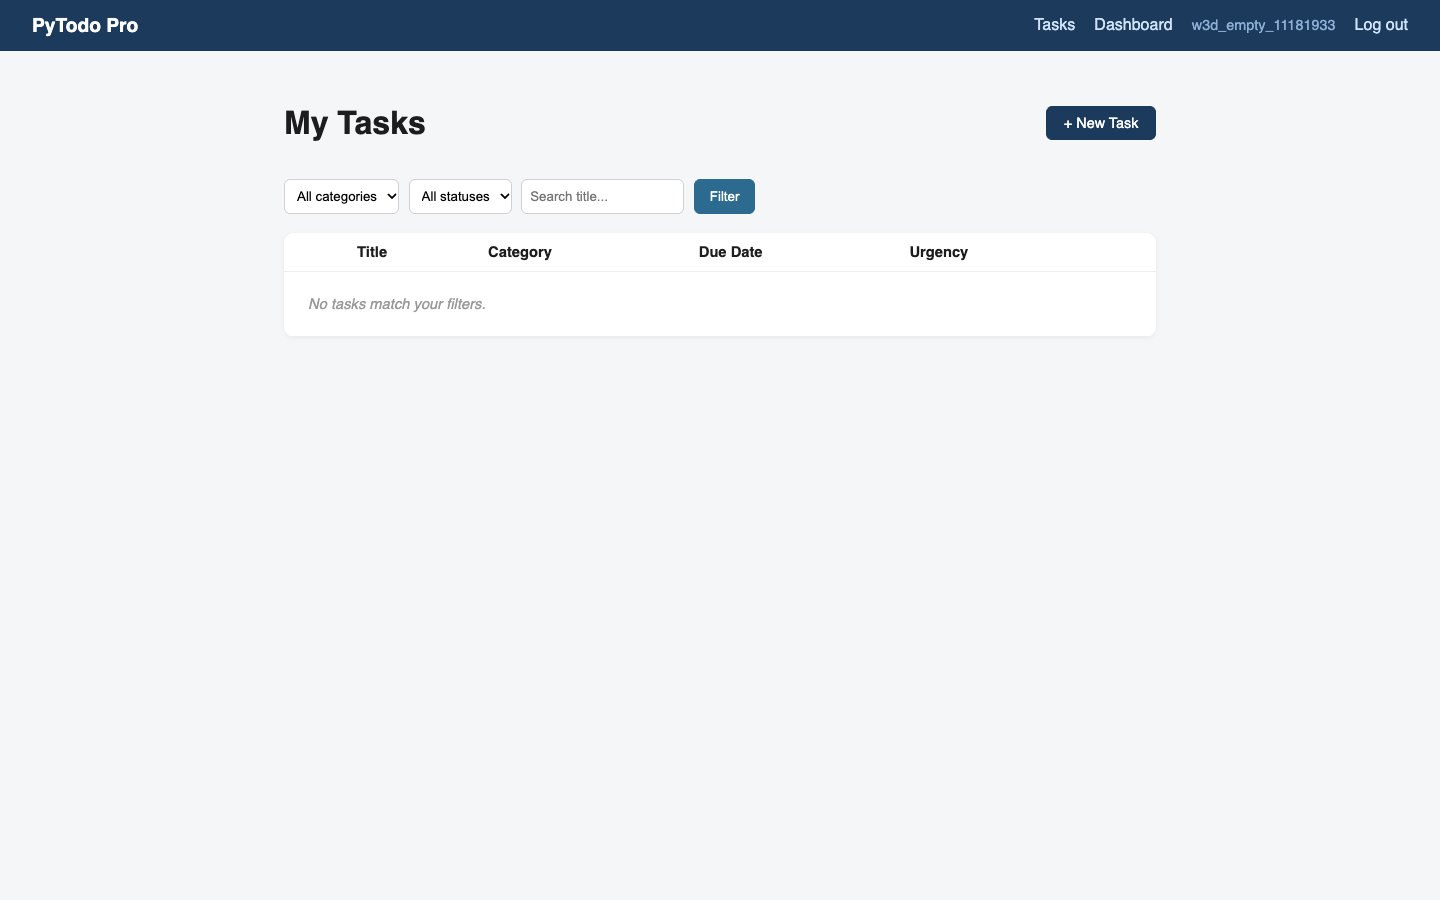 PyTodo Pro
Tasks Dashboard w3d_empty_11181933 Log out
My Tasks
+ New Task
All categories All statuses Search title... Filter
Title Category Due Date Urgency
No tasks match your filters.